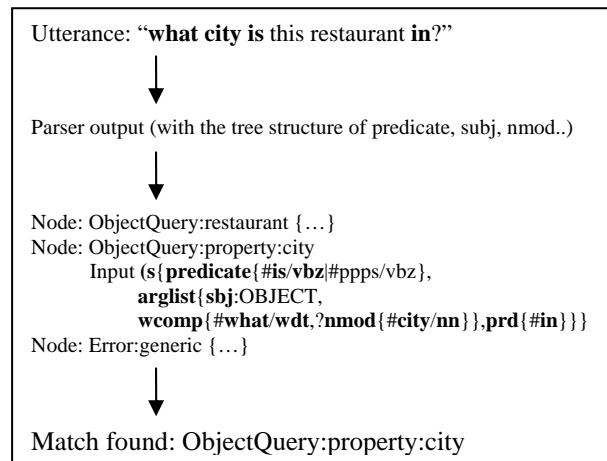 Utterance: “what city is this restaurant in?”
Parser output (with the tree structure of predicate, subj, nmod..)
Node: ObjectQuery:restaurant {…}
Node: ObjectQuery:property:city
Input (s{predicate{#is/vbz|#ppps/vbz},
arglist{sbj:OBJECT,
wcomp{#what/wdt,?nmod{#city/nn}},prd{#in}}}
Node: Error:generic {…}
Match found: ObjectQuery:property:city